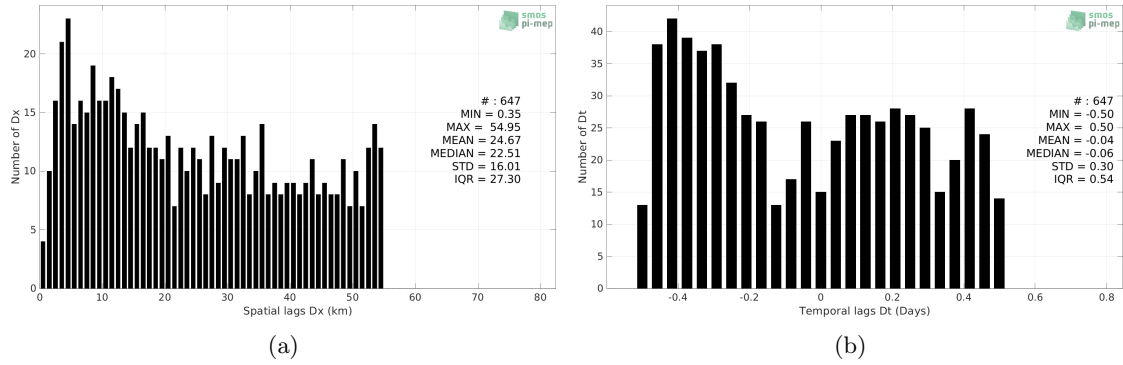 smos
pi-mep
20
15
10
5
0
Number of Dx
# : 647
MIN = 0.35
MAX = 54.95
MEAN = 24.67
MEDIAN = 22.51
STD = 16.01
IQR = 27.30
0 10 20 30 40 50 60 70 80
Spatial lags Dx (km)
(a)
smos
pi-mep
40
35
30
25
20
15
10
5
0
Number of Dt
# : 647
MIN = -0.50
MAX = 0.50
MEAN = -0.04
MEDIAN = -0.06
STD = 0.30
IQR = 0.54
-0.4 -0.2 0 0.2 0.4 0.6 0.8
Temporal lags Dt (Days)
(b)